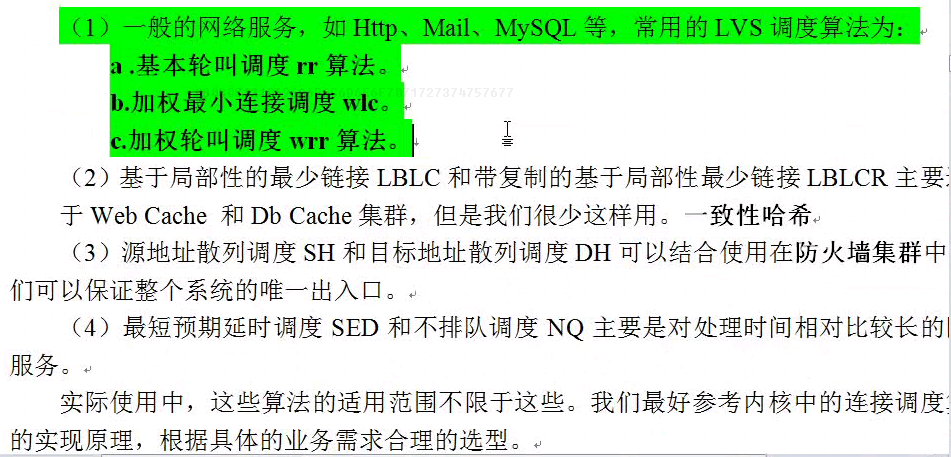 （1）一般的网络服务，如 Http、Mail、MySQL 等，常用的 LVS 调度算法为：
a .基本轮叫调度 rr 算法。
b.加权最小连接调度 wlc。
c.加权轮叫调度 wrr 算法。
（2）基于局部性的最少链接 LBLC 和带复制的基于局部性最少链接 LBLCR 主要
于 Web Cache 和 Db Cache 集群，但是我们很少这样用。一致性哈希
（3）源地址散列调度 SH 和目标地址散列调度 DH 可以结合使用在防火墙集群中
们可以保证整个系统的唯一出入口。
（4）最短预期延时调度 SED 和不排队调度 NQ 主要是对处理时间相对比较长的
服务。
实际使用中，这些算法的适用范围不限于这些。我们最好参考内核中的连接调度
的实现原理，根据具体的业务需求合理的选型。